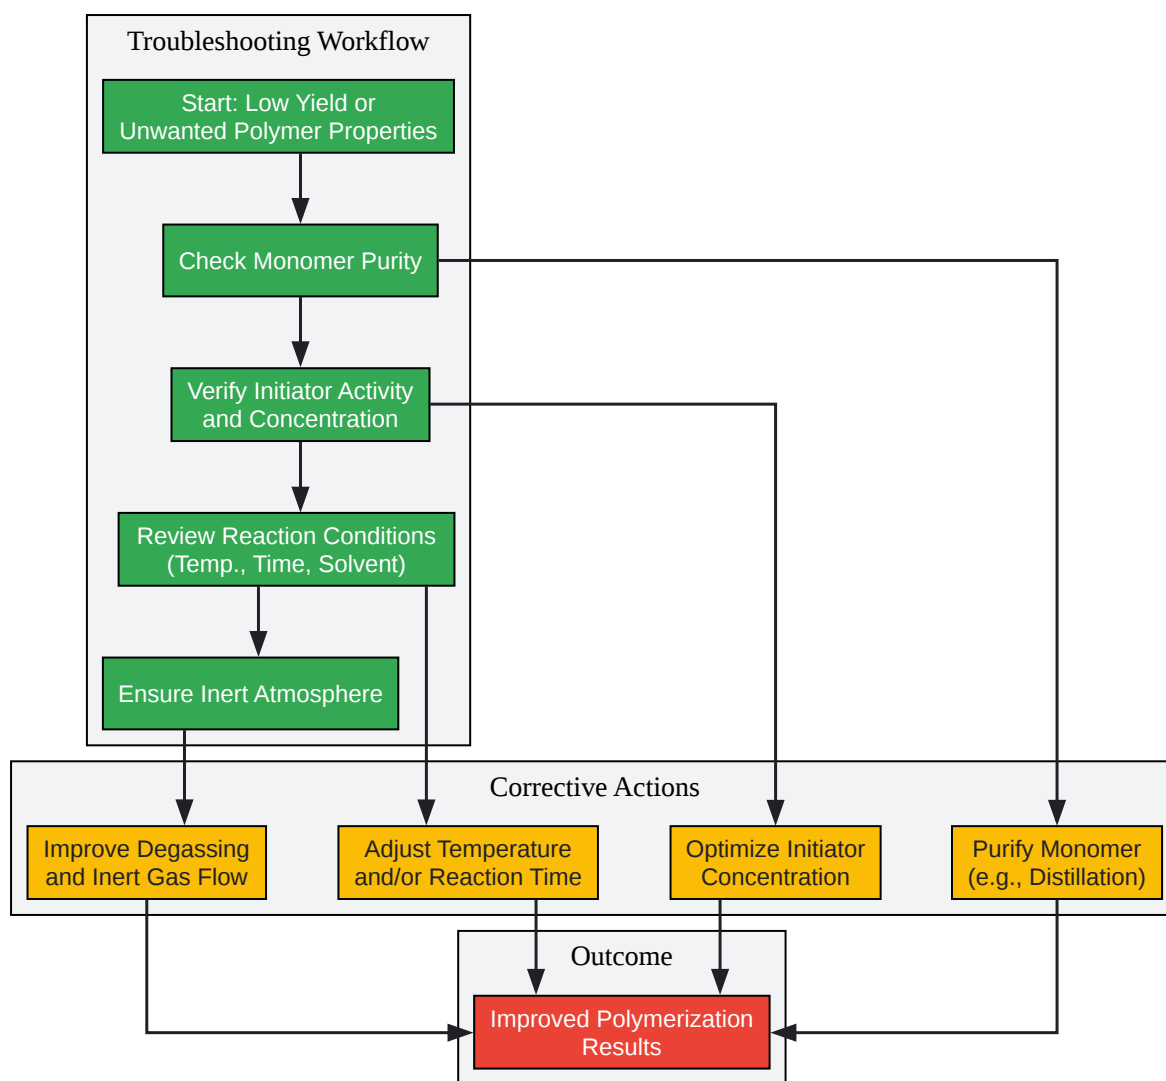 Troubleshooting Workflow
Start: Low Yield or
Unwanted Polymer Properties
Check Monomer Purity
Verify Initiator Activity
and Concentration
Review Reaction Conditions
(Temp., Time, Solvent)
Ensure Inert Atmosphere
Corrective Actions
Improve Degassing
and Inert Gas Flow
Adjust Temperature
and/or Reaction Time
Optimize Initiator
Concentration
Purify Monomer
(e.g., Distillation)
Outcome
Improved Polymerization
Results